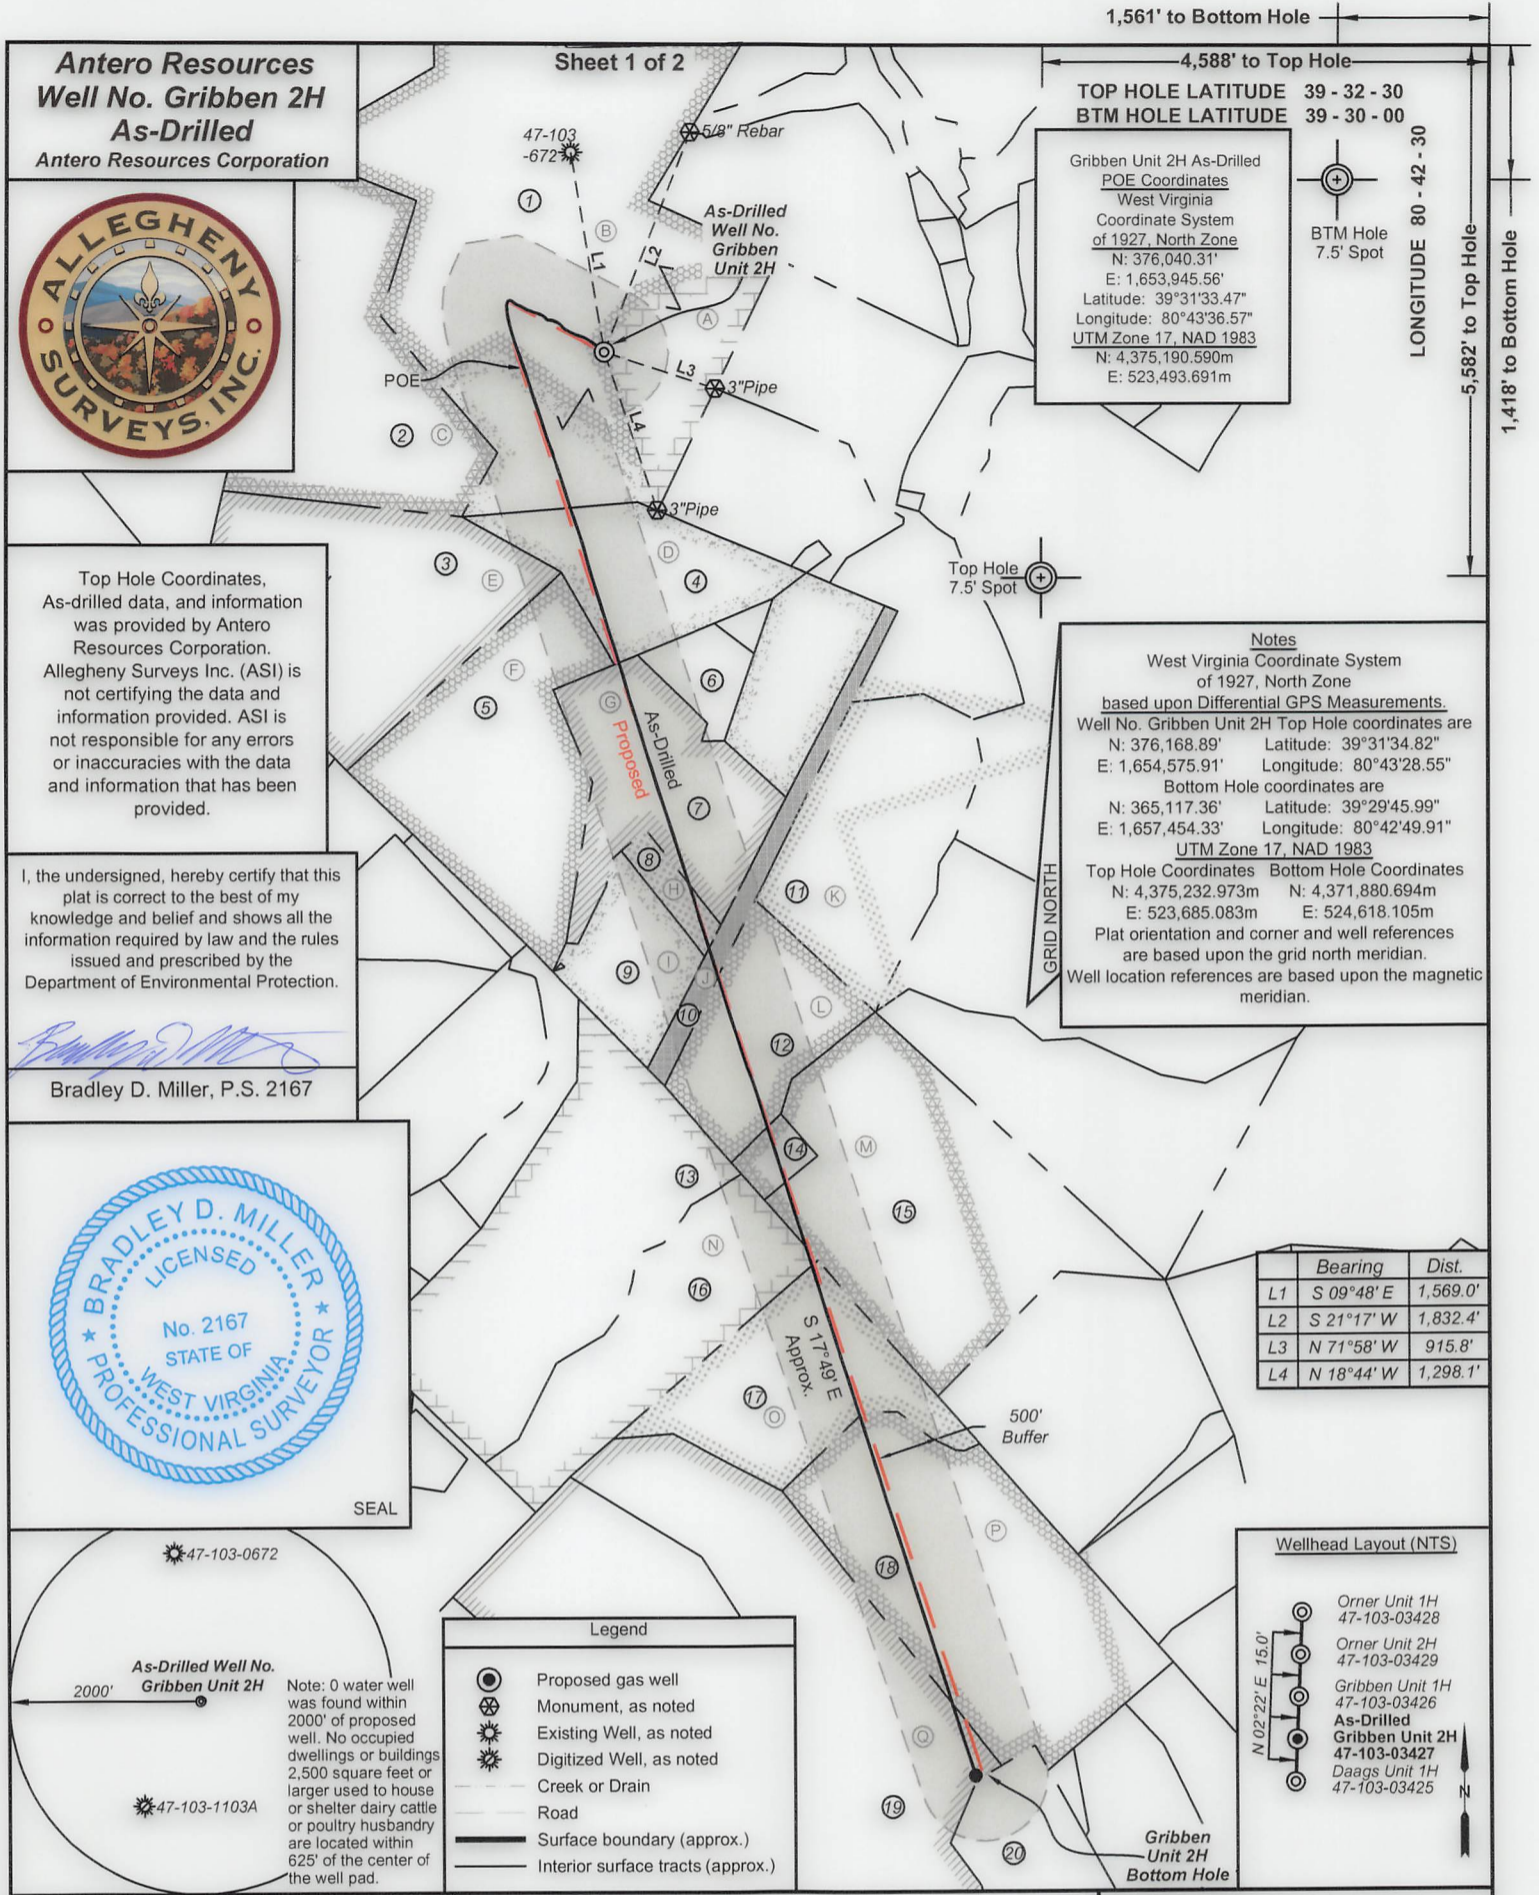 1,561' to Bottom Hole
Antero Resources
Well No. Gribben 2H
As-Drilled
Antero Resources Corporation
Sheet 1 of 2
4,588' to Top Hole
TOP HOLE LATITUDE 39 - 32 - 30
BTM HOLE LATITUDE 39 - 30 - 00
LONGITUDE 80 - 42 - 30
5,582' to Top Hole
1,418' to Bottom Hole
BTM Hole
7.5' Spot
Gribben Unit 2H As-Drilled
POE Coordinates
West Virginia
Coordinate System
of 1927, North Zone
N: 376,040.31'
E: 1,653,945.56'
Latitude: 39°31'33.47"
Longitude: 80°43'36.57"
UTM Zone 17, NAD 1983
N: 4,375,190.590m
E: 523,493.691m
ALLEGHENY
SURVEYS, INC.
47-103
-672
5/8" Rebar
1
B
L1
L2
As-Drilled
Well No.
Gribben
Unit 2H
A
POE
L3
3"Pipe
L4
2
C
3"Pipe
3
E
D
4
Top Hole
7.5' Spot
Top Hole Coordinates,
As-drilled data, and information
was provided by Antero
Resources Corporation.
Allegheny Surveys Inc. (ASI) is
not certifying the data and
information provided. ASI is
not responsible for any errors
or inaccuracies with the data
and information that has been
provided.
F
5
G
6
As-Drilled
Proposed
7
8
H
11
K
9
I
J
10
L
12
Notes
West Virginia Coordinate System
of 1927, North Zone
based upon Differential GPS Measurements.
Well No. Gribben Unit 2H Top Hole coordinates are
N: 376,168.89' Latitude: 39°31'34.82"
E: 1,654,575.91' Longitude: 80°43'28.55"
Bottom Hole coordinates are
N: 365,117.36' Latitude: 39°29'45.99"
E: 1,657,454.33' Longitude: 80°42'49.91"
UTM Zone 17, NAD 1983
Top Hole Coordinates Bottom Hole Coordinates
N: 4,375,232.973m N: 4,371,880.694m
E: 523,685.083m E: 524,618.105m
Plat orientation and corner and well references
are based upon the grid north meridian.
Well location references are based upon the magnetic
meridian.
GRID NORTH
I, the undersigned, hereby certify that this
plat is correct to the best of my
knowledge and belief and shows all the
information required by law and the rules
issued and prescribed by the
Department of Environmental Protection.
Bradley D. Miller, P.S. 2167
BRADLEY D. MILLER
LICENSED
No. 2167
STATE OF
WEST VIRGINIA
PROFESSIONAL SURVEYOR
SEAL
13
14
M
15
N
16
S 17°49' E
Approx.
17
O
500'
Buffer
P
18
Q
19
20
Gribben
Unit 2H
Bottom Hole
Bearing Dist.
L1 S 09°48' E 1,569.0'
L2 S 21°17' W 1,832.4'
L3 N 71°58' W 915.8'
L4 N 18°44' W 1,298.1'
47-103-0672
As-Drilled Well No.
Gribben Unit 2H
2000'
47-103-1103A
Note: 0 water well
was found within
2000' of proposed
well. No occupied
dwellings or buildings
2,500 square feet or
larger used to house
or shelter dairy cattle
or poultry husbandry
are located within
625' of the center of
the well pad.
Legend
Proposed gas well
Monument, as noted
Existing Well, as noted
Digitized Well, as noted
Creek or Drain
Road
Surface boundary (approx.)
Interior surface tracts (approx.)
Wellhead Layout (NTS)
Orner Unit 1H
47-103-03428
Orner Unit 2H
47-103-03429
Gribben Unit 1H
47-103-03426
As-Drilled
Gribben Unit 2H
47-103-03427
Daags Unit 1H
47-103-03425
N 02°22' E 15.0'
N